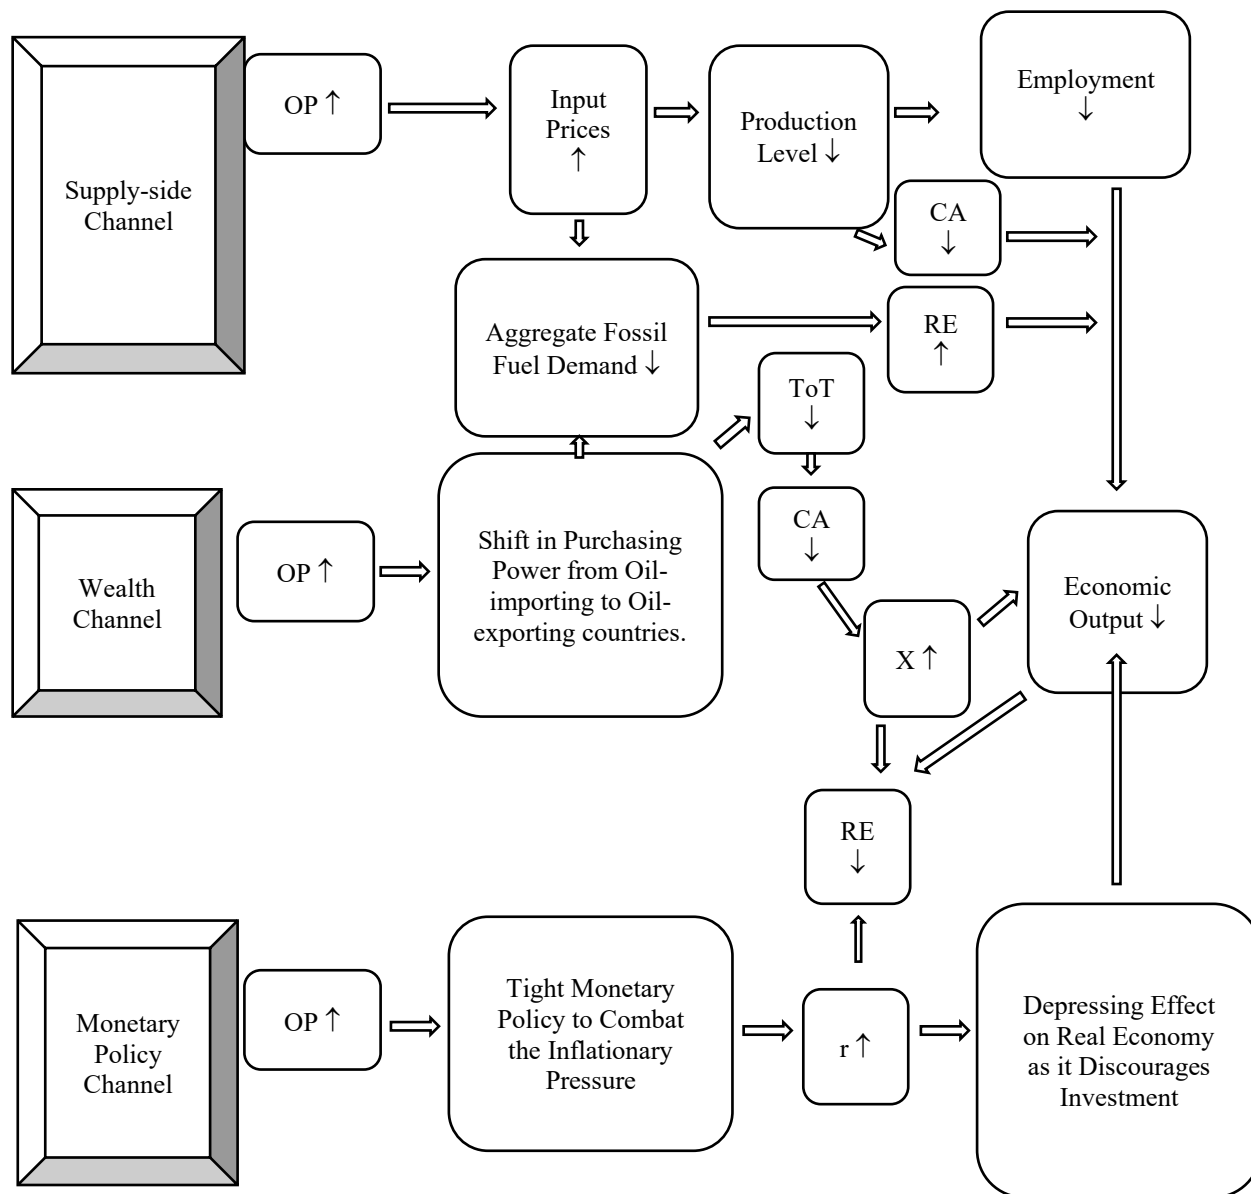 Supply-side
Channel
OP ↑
Input
Prices
↑
Production
Level ↓
Employment
↓
CA
↓
Aggregate Fossil
Fuel Demand ↓
RE
↑
ToT
↓
CA
↓
Wealth
Channel
OP ↑
Shift in Purchasing
Power from Oil-
importing to Oil-
exporting countries.
X ↑
Economic
Output ↓
RE
↓
Monetary
Policy
Channel
OP ↑
Tight Monetary
Policy to Combat
the Inflationary
Pressure
r ↑
Depressing Effect
on Real Economy
as it Discourages
Investment